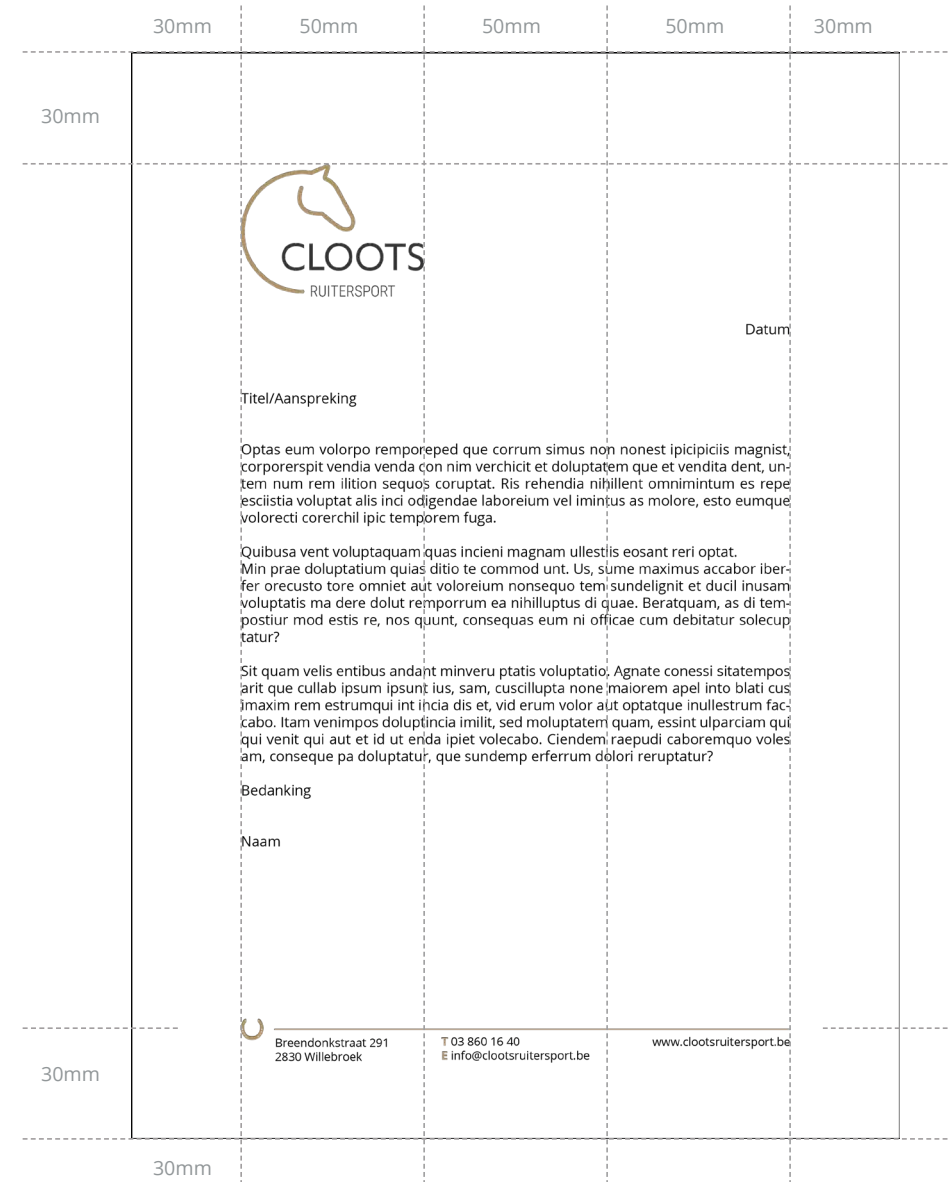 30mm 50mm 50mm 50mm 30mm
30mm
CLOOTS
RUITERSPORT
Datum
Titel/Aanspreking
Optas eum volorpo remporeped que corrum simus non nonest ipicipiciis magnist,
corporerspit vendia venda con nim verchicit et doluptatem que et vendita dent, un-
tem num rem ilition sequos coruptat. Ris rehendia nihillent omnimintum es repe
esciistia voluptat alis inci odigendae laboreium vel imintus as molore, esto eumque
volorecti corerchil ipic temporem fuga.
Quibusa vent voluptaquam quas incieni magnam ullestiis eosant reri optat.
Min prae doluptatium quias ditio te commod unt. Us, sume maximus accabor iber-
fer orecusto tore omniet aut voloreium nonsequo tem sundelignit et ducil inusam
voluptatis ma dere dolut remporrum ea nihilluptus di quae. Beratquam, as di tem-
postiur mod estis re, nos quunt, consequas eum ni officae cum debitatur solecup
tatur?
Sit quam velis entibus andant minveru ptatis voluptatio. Agnate conessi sitatempos
arit que cullab ipsum ipsunt ius, sam, cuscillupta none maiorem apel into blati cus
imaxim rem estrumqui int incia dis et, vid erum volor aut optatque inullestrum fac-
cabo. Itam venimpos doluptincia imilit, sed moluptatem quam, essint ulparciam qui
qui venit qui aut et id ut enda ipiet volecabo. Ciendem raepudi caboremquo voles
am, conseque pa doluptatur, que sundemp erferrum dolori reruptatur?
Bedanking
Naam
Breendonkstraat 291
2830 Willebroek
T 03 860 16 40
E info@clootsruitersport.be
www.clootsruitersport.be
30mm
30mm